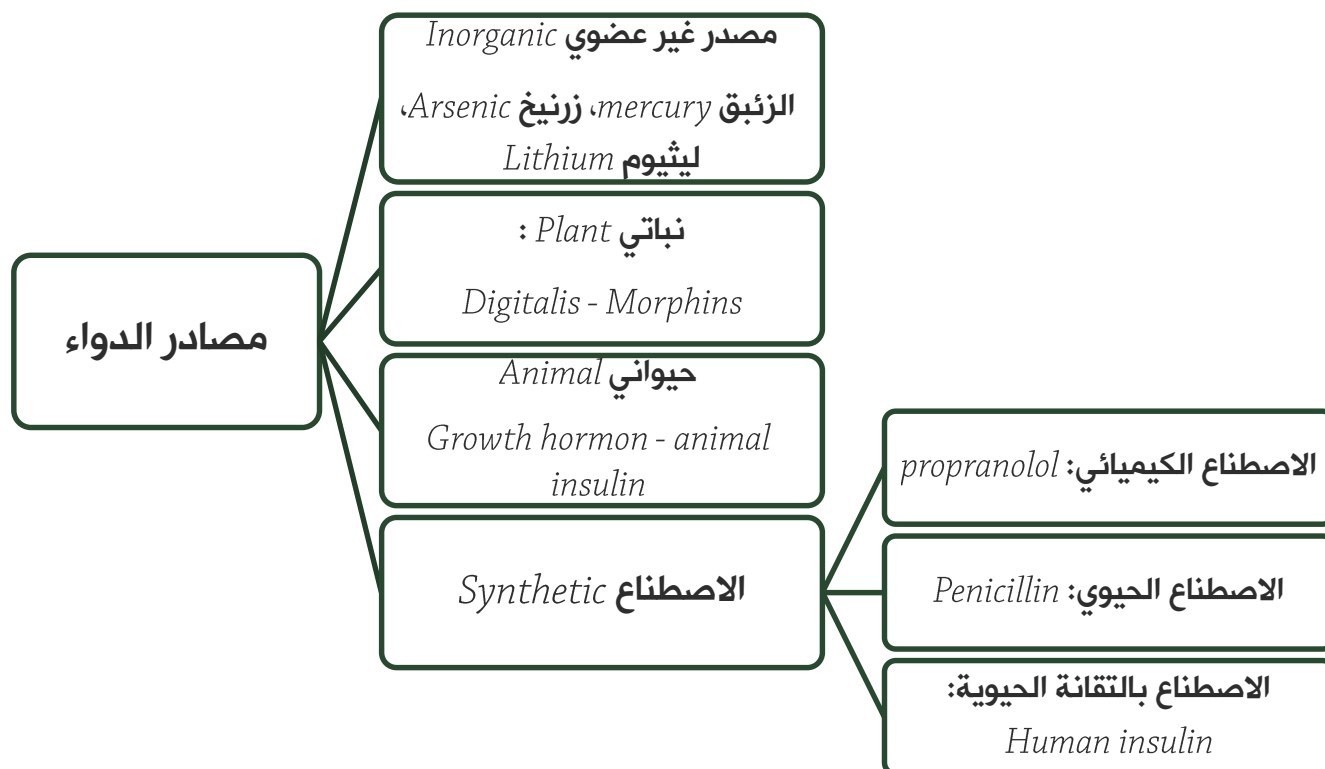 مصادر الدواء
مصدر غير عضوي Inorganic
الزئبق mercury، زرنيخ Arsenic،
ليثيوم Lithium
نباتي Plant :
Digitalis - Morphins
حيواني Animal
Growth hormon - animal
insulin
الاصطناع Synthetic
الاصطناع الكيميائي: propranolol
الاصطناع الحيوي: Penicillin
الاصطناع بالتقانة الحيوية:
Human insulin